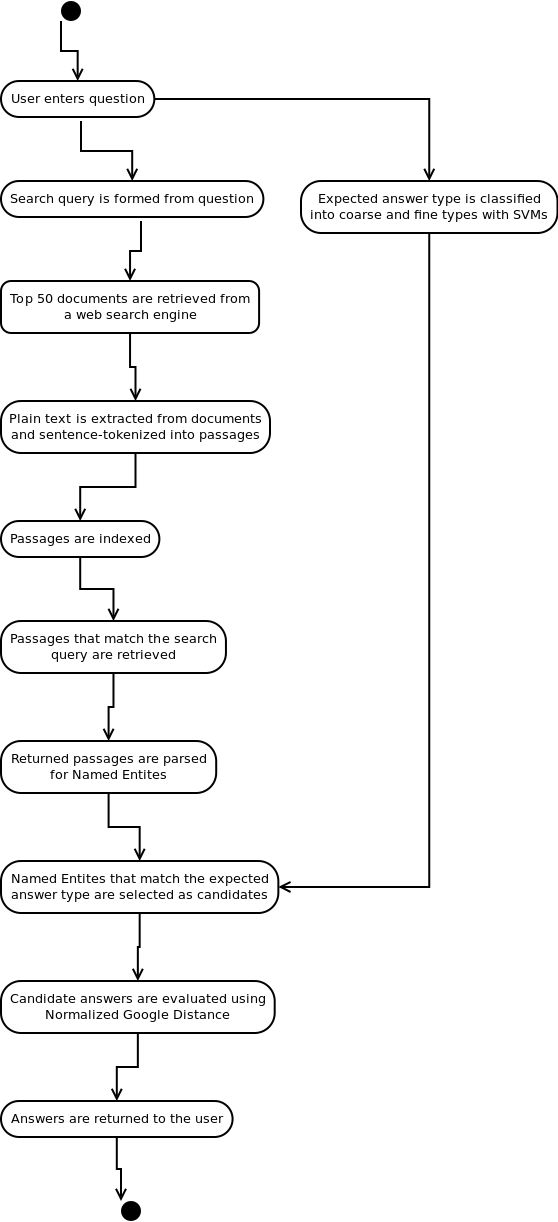 User enters question
Search query is formed from question
Expected answer type is classified
into coarse and fine types with SVMs
Top 50 documents are retrieved from
a web search engine
Plain text is extracted from documents
and sentence-tokenized into passages
Passages are indexed
Passages that match the search
query are retrieved
Returned passages are parsed
for Named Entites
Named Entites that match the expected
answer type are selected as candidates
Candidate answers are evaluated using
Normalized Google Distance
Answers are returned to the user